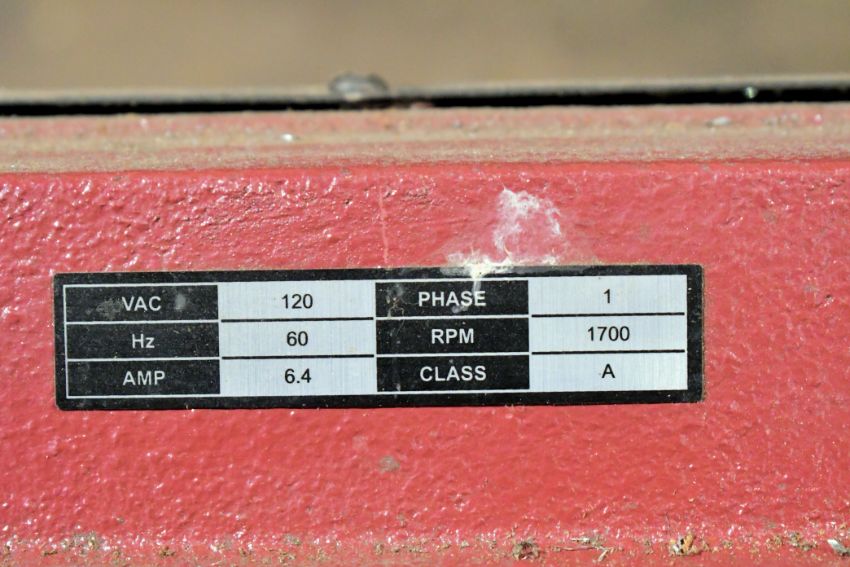 VAC 120 PHASE 1
Hz 60 RPM 1700
AMP 6.4 CLASS A